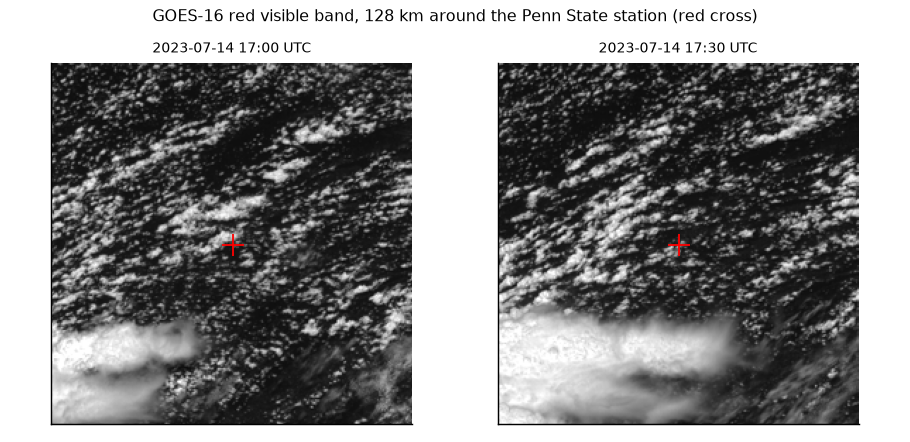 GOES-16 red visible band, 128 km around the Penn State station (red cross)
2023-07-14 17:00 UTC
2023-07-14 17:30 UTC